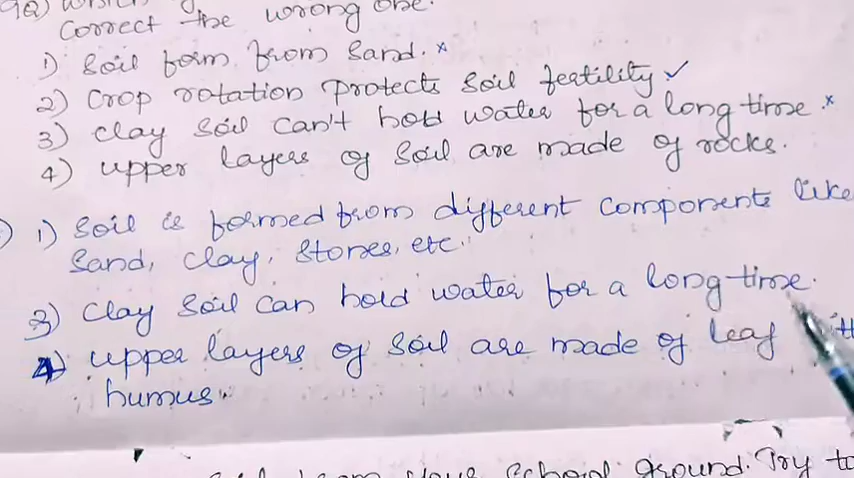 correct the wrong one.
1) Soil form from Sand. x
2) Crop rotation protects soil fertility ✓
3) clay soil can't hold water for a long time. x
4) upper layers of soil are made of rocks.
1) Soil is formed from different components like
Sand, clay, Stones, etc.
3) Clay Soil can hold water for a long time.
4) upper layers of soil are made of leaf
humus.
your school ground. Try to